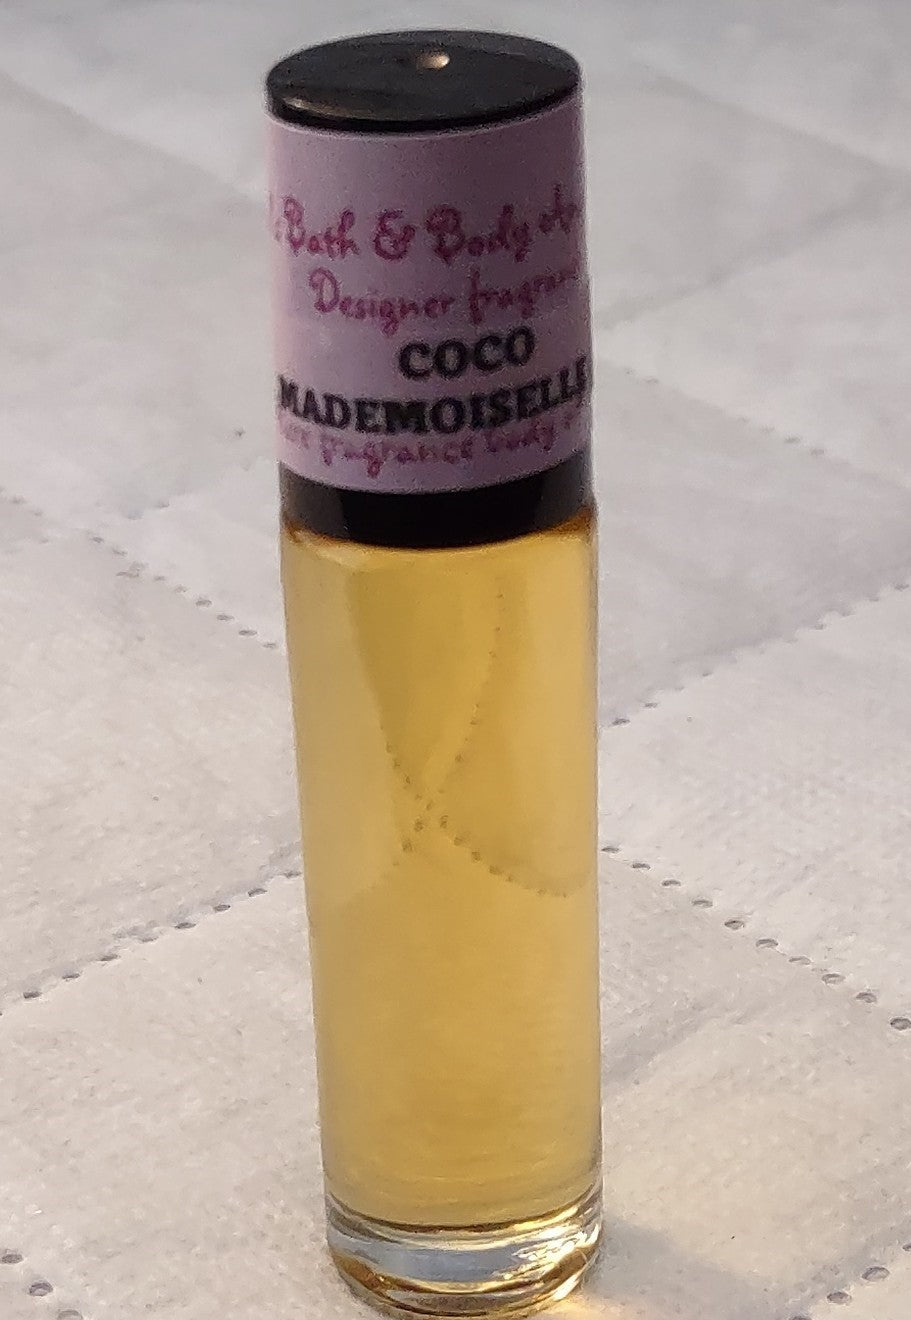 Bath & Body
Designer
COCO
MADEMOISELLE
fragrance body